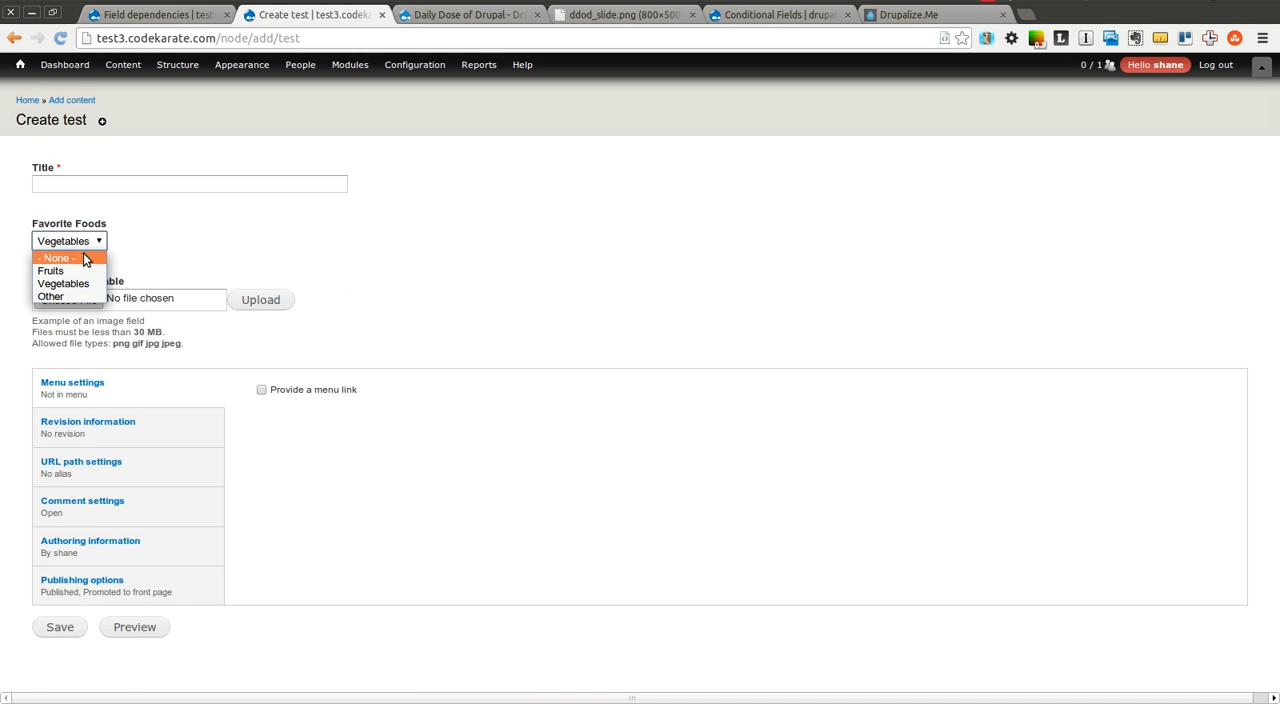 Field dependencies | test
Create test | test3.codeka
Daily Dose of Drupal - Dr
ddod_slide.png (800×500
Conditional Fields | drupa
Drupalize.Me
test3.codekarate.com/node/add/test
Dashboard Content Structure Appearance People Modules Configuration Reports Help
0 / 1 Hello shane Log out
Home » Add content
Create test
Title *
Favorite Foods
Vegetables
- None -
Fruits
Vegetables
Other
ble
No file chosen Upload
Example of an image field
Files must be less than 30 MB.
Allowed file types: png gif jpg jpeg.
Menu settings
Not in menu
Provide a menu link
Revision information
No revision
URL path settings
No alias
Comment settings
Open
Authoring information
By shane
Publishing options
Published, Promoted to front page
Save Preview